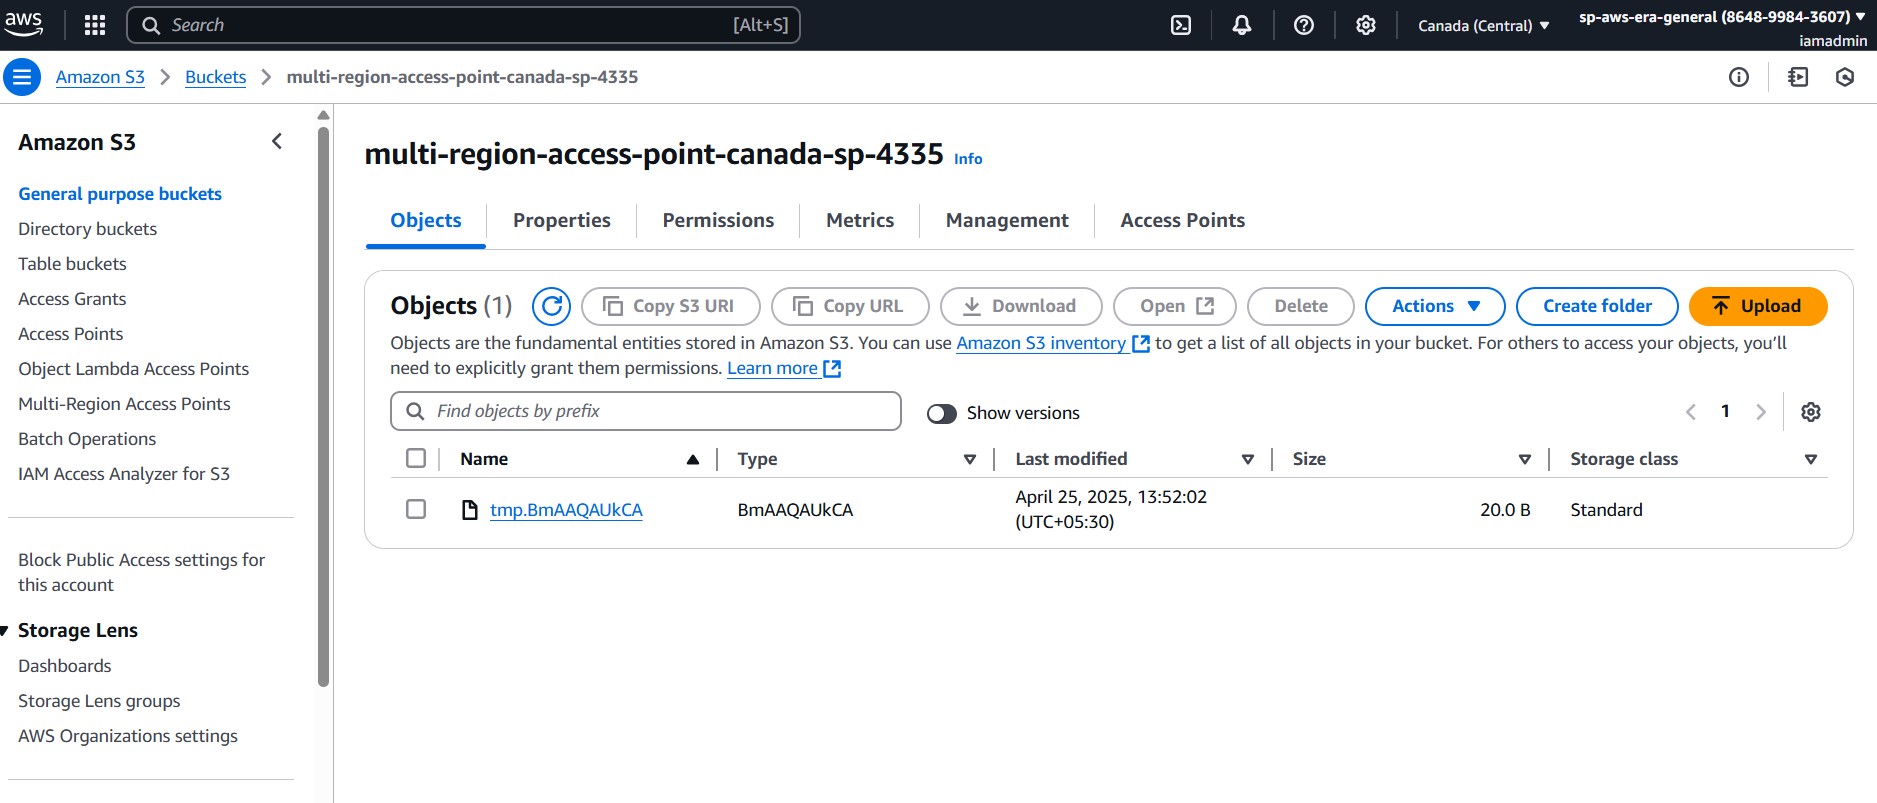 aws
Search [Alt+S]
Canada (Central)
sp-aws-era-general (8648-9984-3607)
iamadmin
Amazon S3
Buckets
multi-region-access-point-canada-sp-4335
Amazon S3
General purpose buckets
Directory buckets
Table buckets
Access Grants
Access Points
Object Lambda Access Points
Multi-Region Access Points
Batch Operations
IAM Access Analyzer for S3
Block Public Access settings for
this account
Storage Lens
Dashboards
Storage Lens groups
AWS Organizations settings
multi-region-access-point-canada-sp-4335 Info
Objects Properties Permissions Metrics Management Access Points
Objects (1) Copy S3 URI Copy URL Download Open Delete Actions Create folder Upload
Objects are the fundamental entities stored in Amazon S3. You can use Amazon S3 inventory to get a list of all objects in your bucket. For others to access your objects, you’ll
need to explicitly grant them permissions. Learn more
Find objects by prefix Show versions 1
Name Type Last modified Size Storage class
tmp.BmAAQAUkCA BmAAQAUkCA April 25, 2025, 13:52:02 20.0 B Standard
(UTC+05:30)